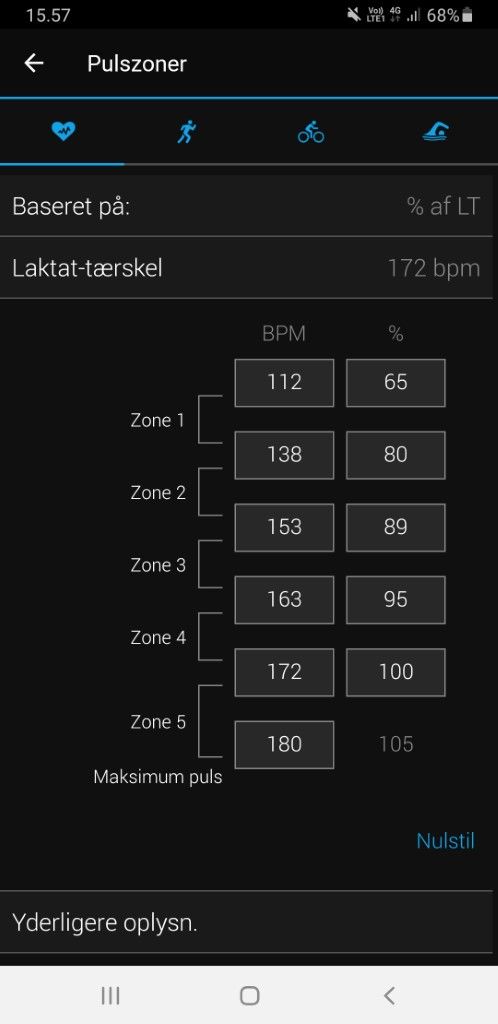 15.57 Vo)) LTE1 4G 68%
Pulszoner
Baseret på: % af LT
Laktat-tærskel 172 bpm
BPM %
112 65
Zone 1
138 80
Zone 2
153 89
Zone 3
163 95
Zone 4
172 100
Zone 5
180 105
Maksimum puls
Nulstil
Yderligere oplysn.